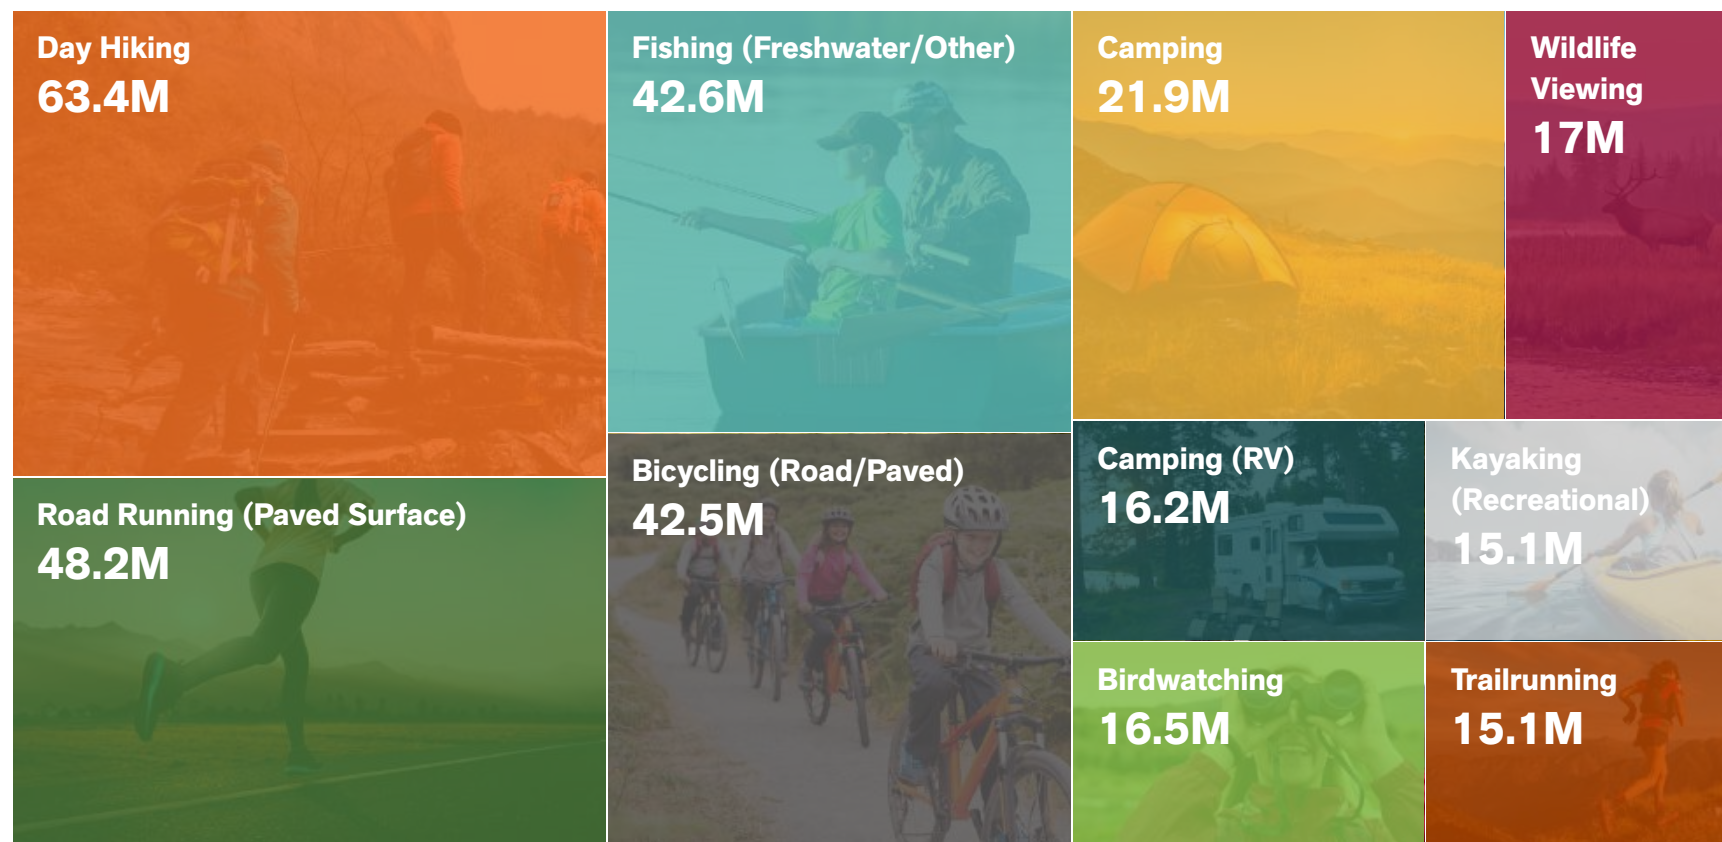 Day Hiking
63.4M
Fishing (Freshwater/Other)
42.6M
Camping
21.9M
Wildlife
Viewing
17M
Road Running (Paved Surface)
48.2M
Bicycling (Road/Paved)
42.5M
Camping (RV)
16.2M
Kayaking
(Recreational)
15.1M
Birdwatching
16.5M
Trailrunning
15.1M